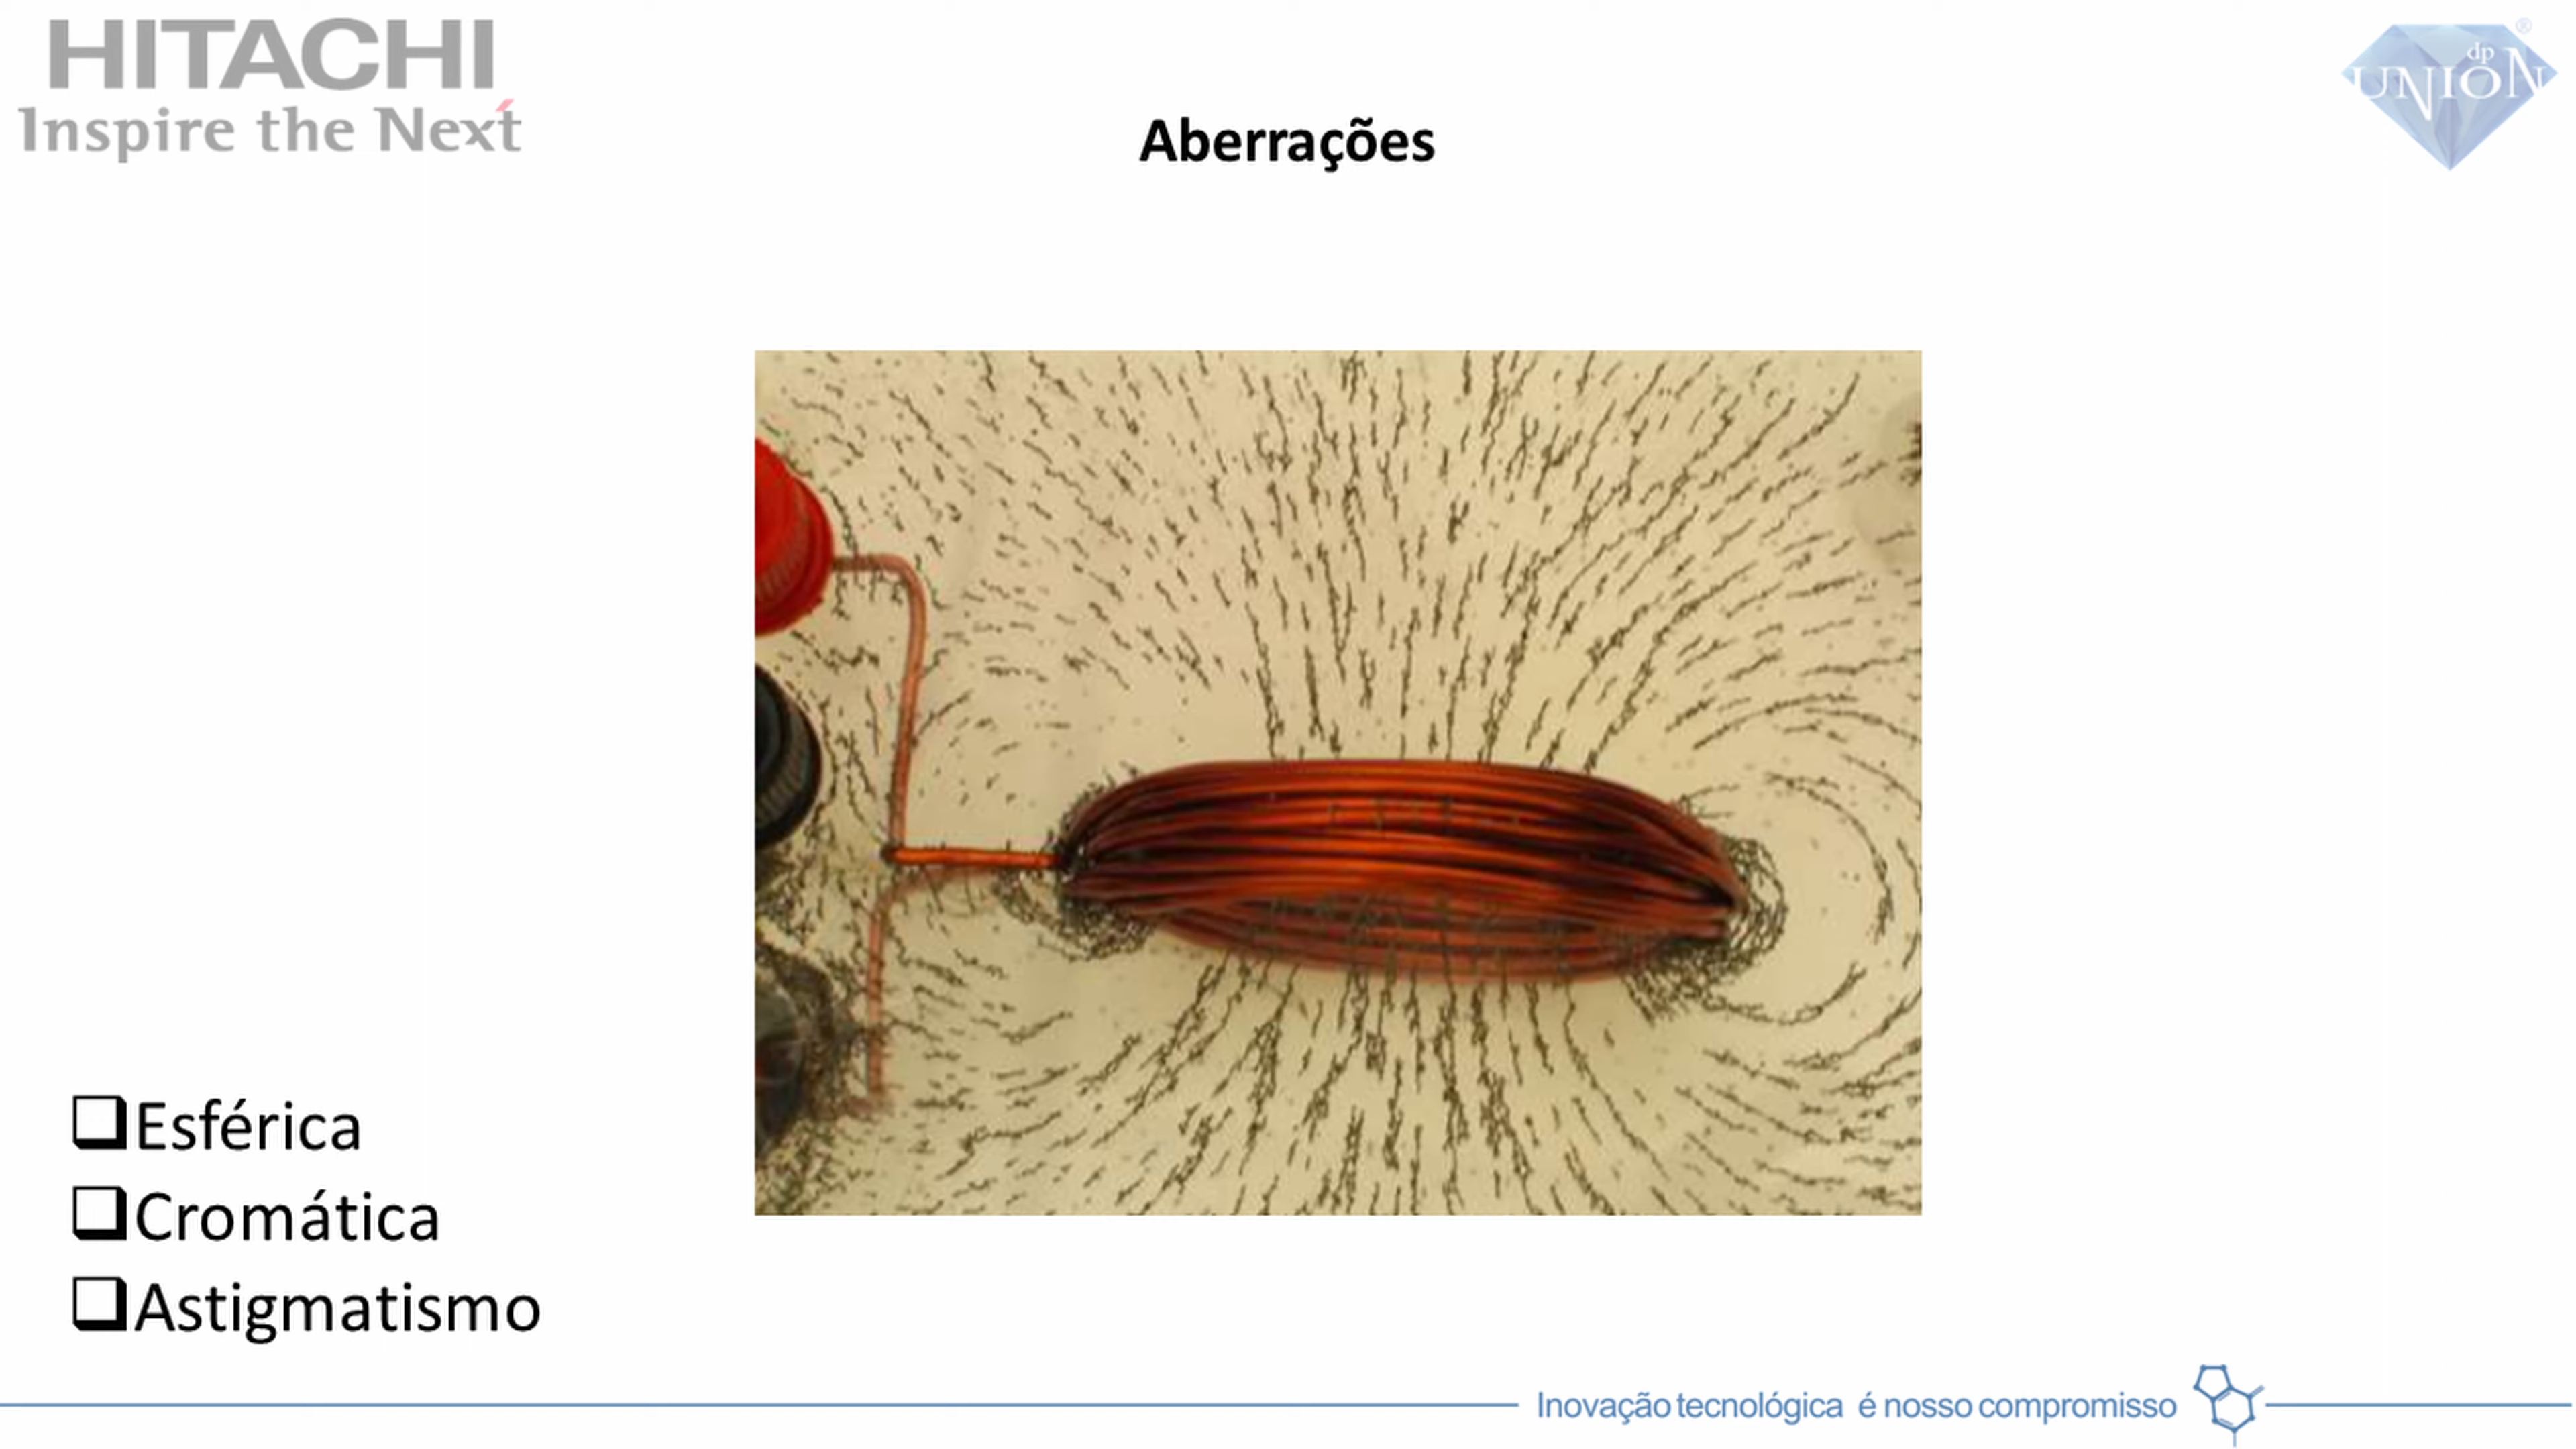 HITACHI
Inspire the Next
dp
UNION
®
Aberrações
Esférica
Cromática
Astigmatismo
Inovação tecnológica é nosso compromisso